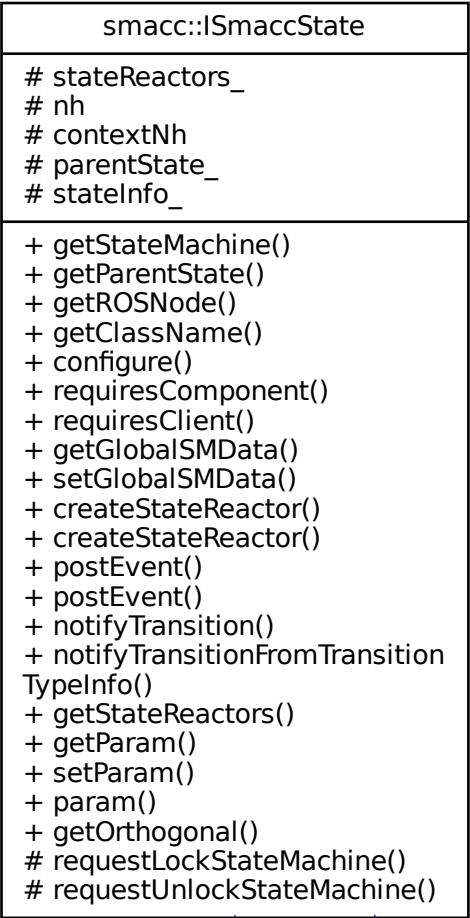 smacc::ISmaccState
# stateReactors_
# nh
# contextNh
# parentState_
# stateInfo_
+ getStateMachine()
+ getParentState()
+ getROSNode()
+ getClassName()
+ configure()
+ requiresComponent()
+ requiresClient()
+ getGlobalSMData()
+ setGlobalSMData()
+ createStateReactor()
+ createStateReactor()
+ postEvent()
+ postEvent()
+ notifyTransition()
+ notifyTransitionFromTransition
TypeInfo()
+ getStateReactors()
+ getParam()
+ setParam()
+ param()
+ getOrthogonal()
# requestLockStateMachine()
# requestUnlockStateMachine()